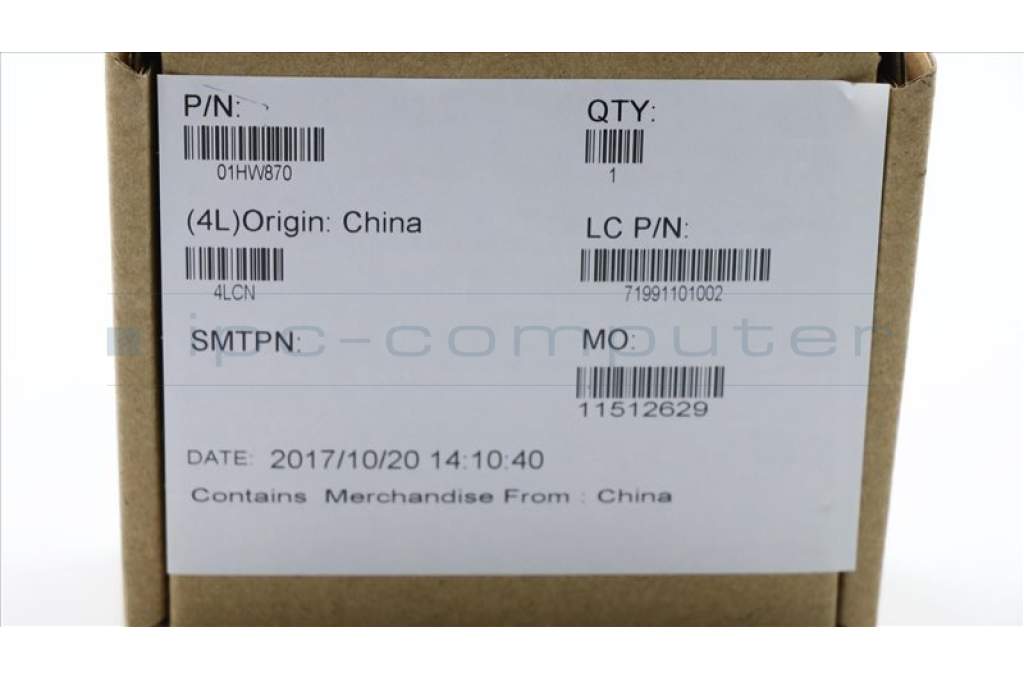 P/N:
QTY:
01HW870
1
(4L)Origin: China
LC P/N:
4LCN
71991101002
SMTPN:
MO:
ipc-computer
11512629
DATE: 2017/10/20 14:10:40
Contains Merchandise From : China